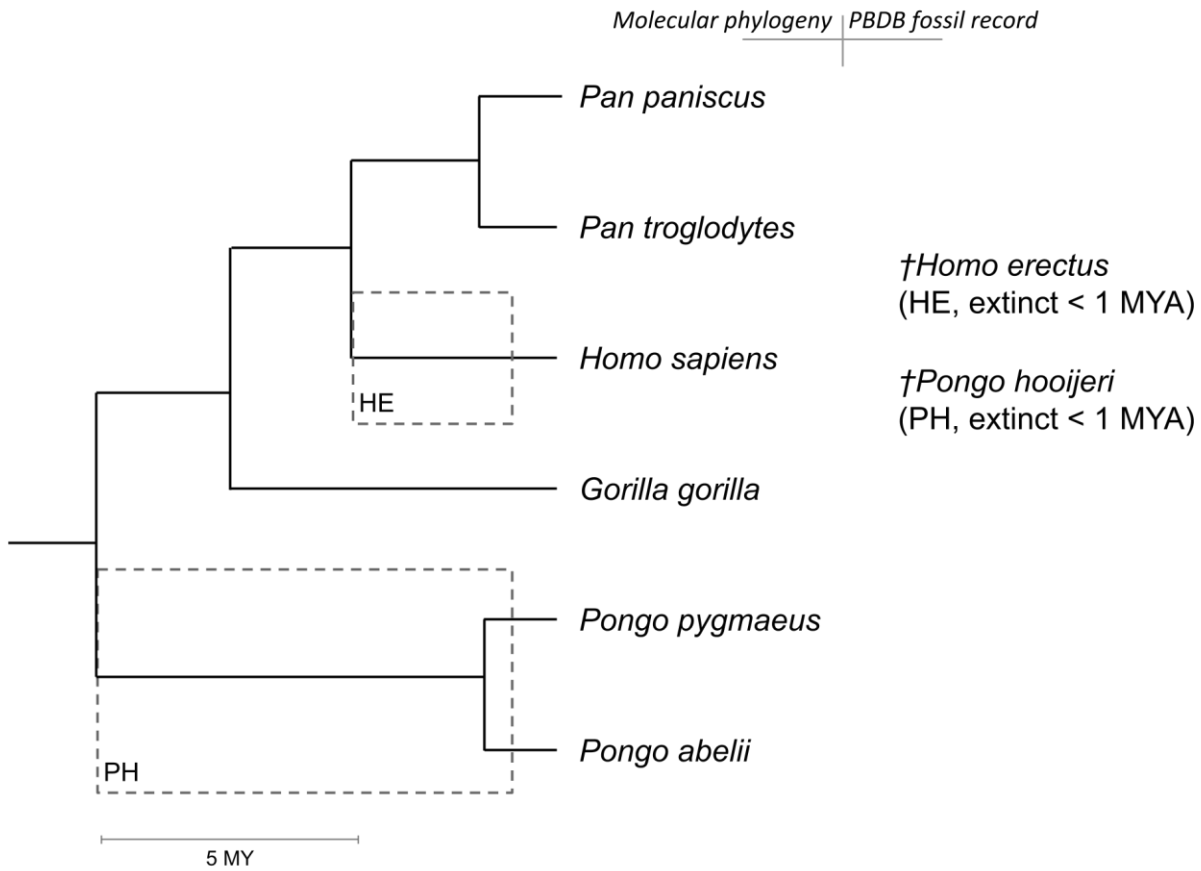 Molecular phylogeny PBDB fossil record
Pan paniscus
Pan troglodytes
†Homo erectus
(HE, extinct < 1 MYA)
Homo sapiens
HE
†Pongo hooijeri
(PH, extinct < 1 MYA)
Gorilla gorilla
Pongo pygmaeus
Pongo abelii
PH
5 MY